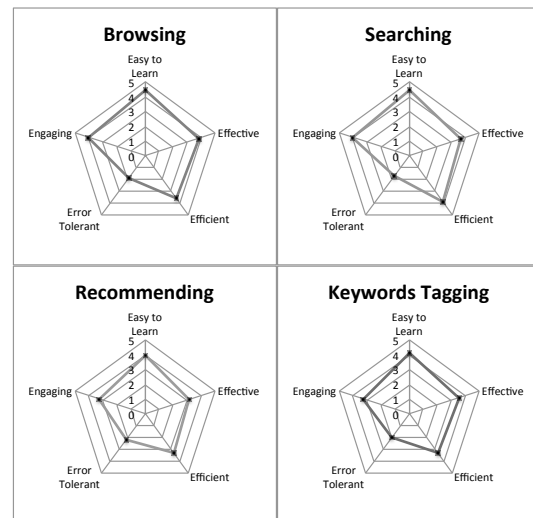 Browsing
Easy to
Learn
5
4
3
2
1
0
Engaging
Effective
Error
Tolerant
Efficient
Searching
Easy to
Learn
5
4
3
2
1
0
Engaging
Effective
Error
Tolerant
Efficient
Recommending
Easy to
Learn
5
4
3
2
1
0
Engaging
Effective
Error
Tolerant
Efficient
Keywords Tagging
Easy to
Learn
5
4
3
2
1
0
Engaging
Effective
Error
Tolerant
Efficient